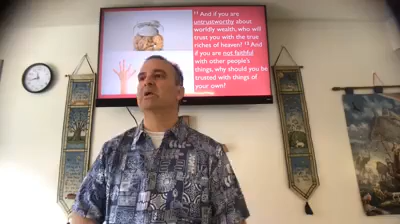 ¹¹ And if you are
untrustworthy about
worldly wealth, who will
trust you with the true
riches of heaven? ¹² And
if you are not faithful
with other people's
things, why should you be
trusted with things of
your own?